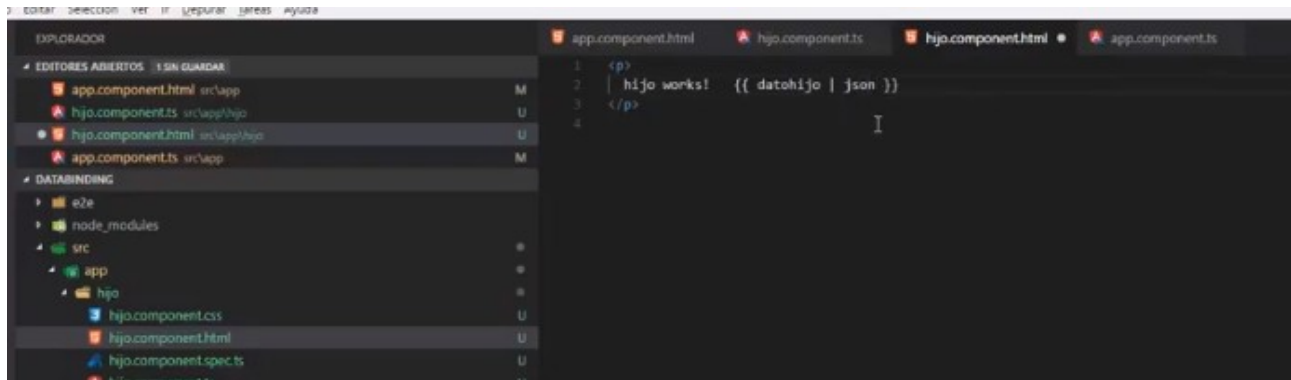 Editar Selección Ver Ir Depurar Tareas Ayuda
EXPLORADOR
EDITORES ABIERTOS 1 SIN GUARDAR
app.component.html src\app M
hijo.component.ts src\app\hijo U
hijo.component.html src\app\hijo U
app.component.ts src\app M
DATABINDING
e2e
node_modules
src
app
hijo
hijo.component.css U
hijo.component.html U
hijo.component.spec.ts U
app.component.html hijo.component.ts hijo.component.html app.component.ts
1 <p>
2 hijo works! {{ datohijo | json }}
3 </p>
4